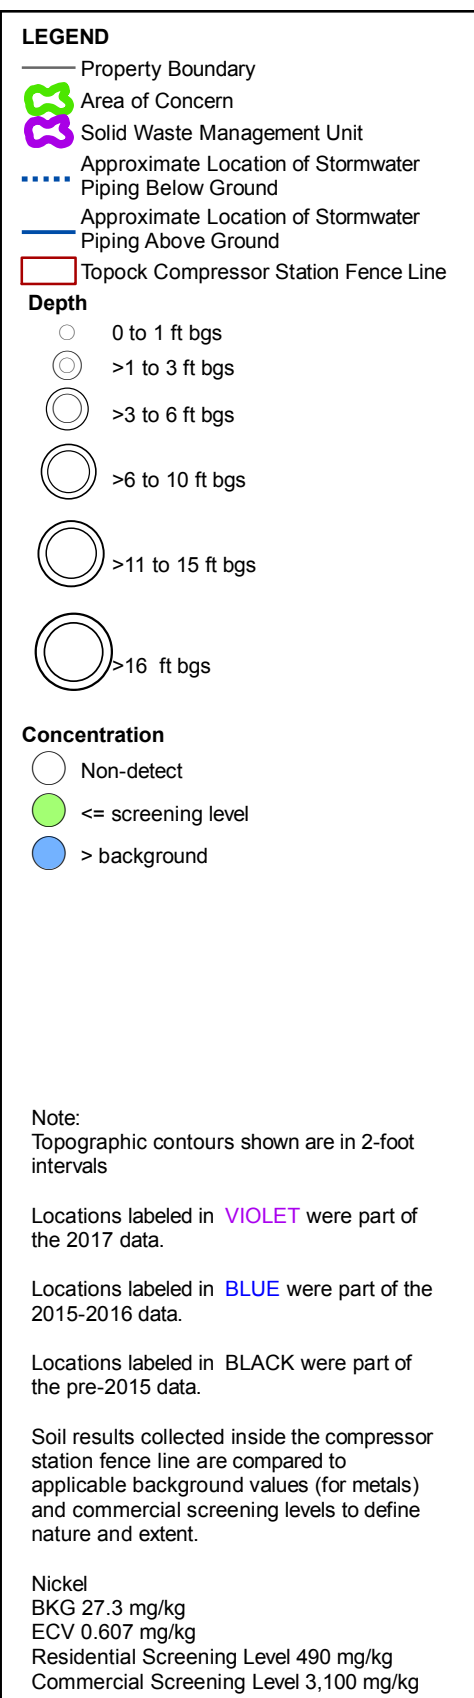 LEGEND
Property Boundary
Area of Concern
Solid Waste Management Unit
Approximate Location of Stormwater
Piping Below Ground
Approximate Location of Stormwater
Piping Above Ground
Topock Compressor Station Fence Line
Depth
0 to 1 ft bgs
>1 to 3 ft bgs
>3 to 6 ft bgs
>6 to 10 ft bgs
>11 to 15 ft bgs
>16 ft bgs
Concentration
Non-detect
<= screening level
> background
Note:
Topographic contours shown are in 2-foot
intervals
Locations labeled in VIOLET were part of
the 2017 data.
Locations labeled in BLUE were part of the
2015-2016 data.
Locations labeled in BLACK were part of
the pre-2015 data.
Soil results collected inside the compressor
station fence line are compared to
applicable background values (for metals)
and commercial screening levels to define
nature and extent.
Nickel
BKG 27.3 mg/kg
ECV 0.607 mg/kg
Residential Screening Level 490 mg/kg
Commercial Screening Level 3,100 mg/kg